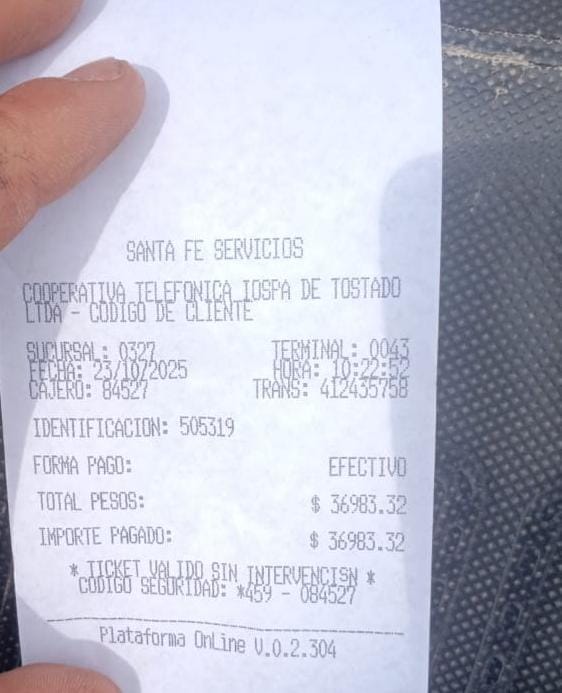 SANTA FE SERVICIOS
COOPERATIVA TELEFONICA IOSPA DE TOSTADO
LTDA - CODIGO DE CLIENTE
SUCURSAL: 0327 TERMINAL: 0043
FECHA: 23/10/2025 HORA: 10:22:52
CAJERO: 84527 TRANS: 412435758
IDENTIFICACION: 505319
FORMA PAGO: EFECTIVO
TOTAL PESOS: $ 36983.32
IMPORTE PAGADO: $ 36983.32
* TICKET VALIDO SIN INTERVENCISN *
CODIGO SEGURIDAD: *459 - 084527
Plataforma OnLine V.0.2.304